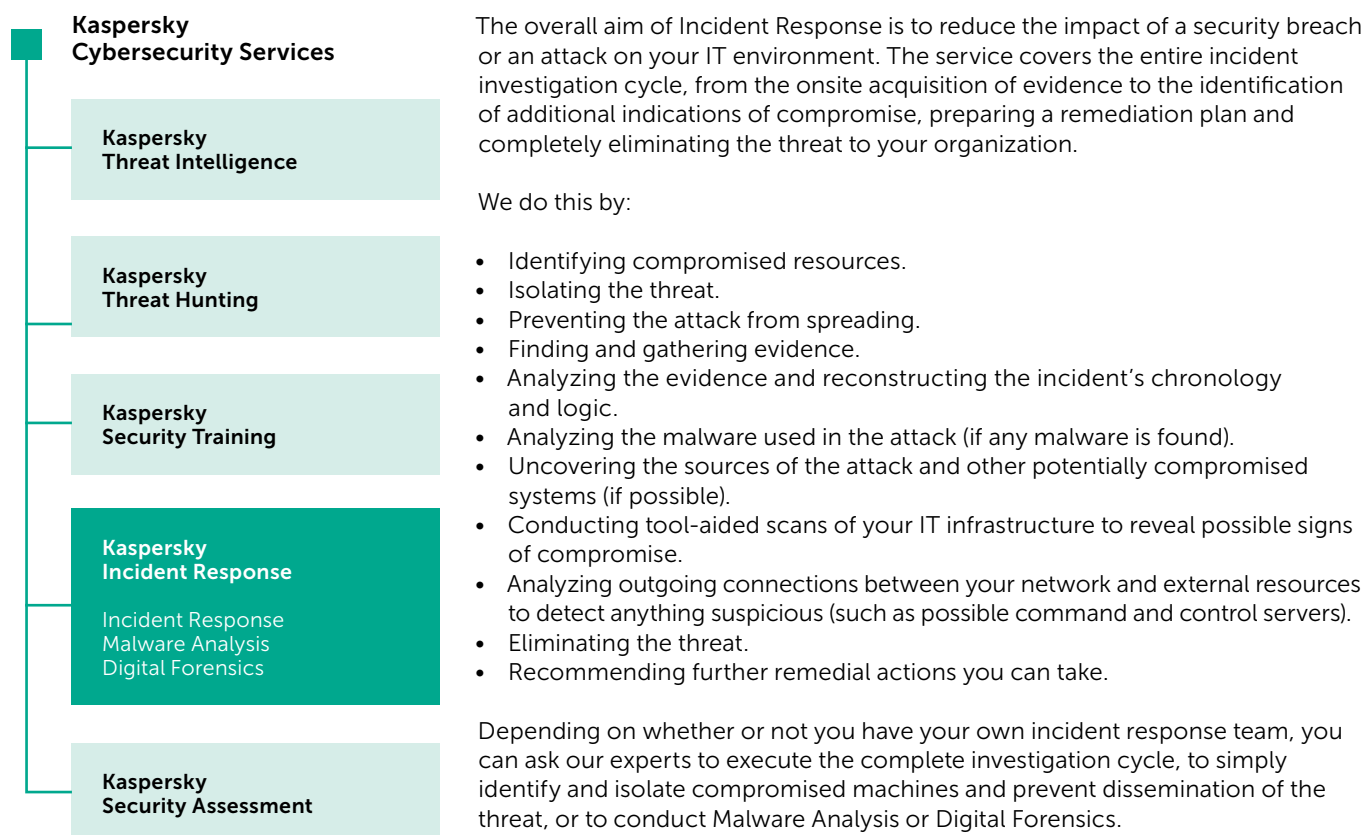 Kaspersky
Cybersecurity Services
Kaspersky
Threat Intelligence
Kaspersky
Threat Hunting
Kaspersky
Security Training
Kaspersky
Incident Response
Incident Response
Malware Analysis
Digital Forensics
Kaspersky
Security Assessment
The overall aim of Incident Response is to reduce the impact of a security breach
or an attack on your IT environment. The service covers the entire incident
investigation cycle, from the onsite acquisition of evidence to the identification
of additional indications of compromise, preparing a remediation plan and
completely eliminating the threat to your organization.
We do this by:
• Identifying compromised resources.
• Isolating the threat.
• Preventing the attack from spreading.
• Finding and gathering evidence.
• Analyzing the evidence and reconstructing the incident’s chronology
and logic.
• Analyzing the malware used in the attack (if any malware is found).
• Uncovering the sources of the attack and other potentially compromised
systems (if possible).
• Conducting tool-aided scans of your IT infrastructure to reveal possible signs
of compromise.
• Analyzing outgoing connections between your network and external resources
to detect anything suspicious (such as possible command and control servers).
• Eliminating the threat.
• Recommending further remedial actions you can take.
Depending on whether or not you have your own incident response team, you
can ask our experts to execute the complete investigation cycle, to simply
identify and isolate compromised machines and prevent dissemination of the
threat, or to conduct Malware Analysis or Digital Forensics.